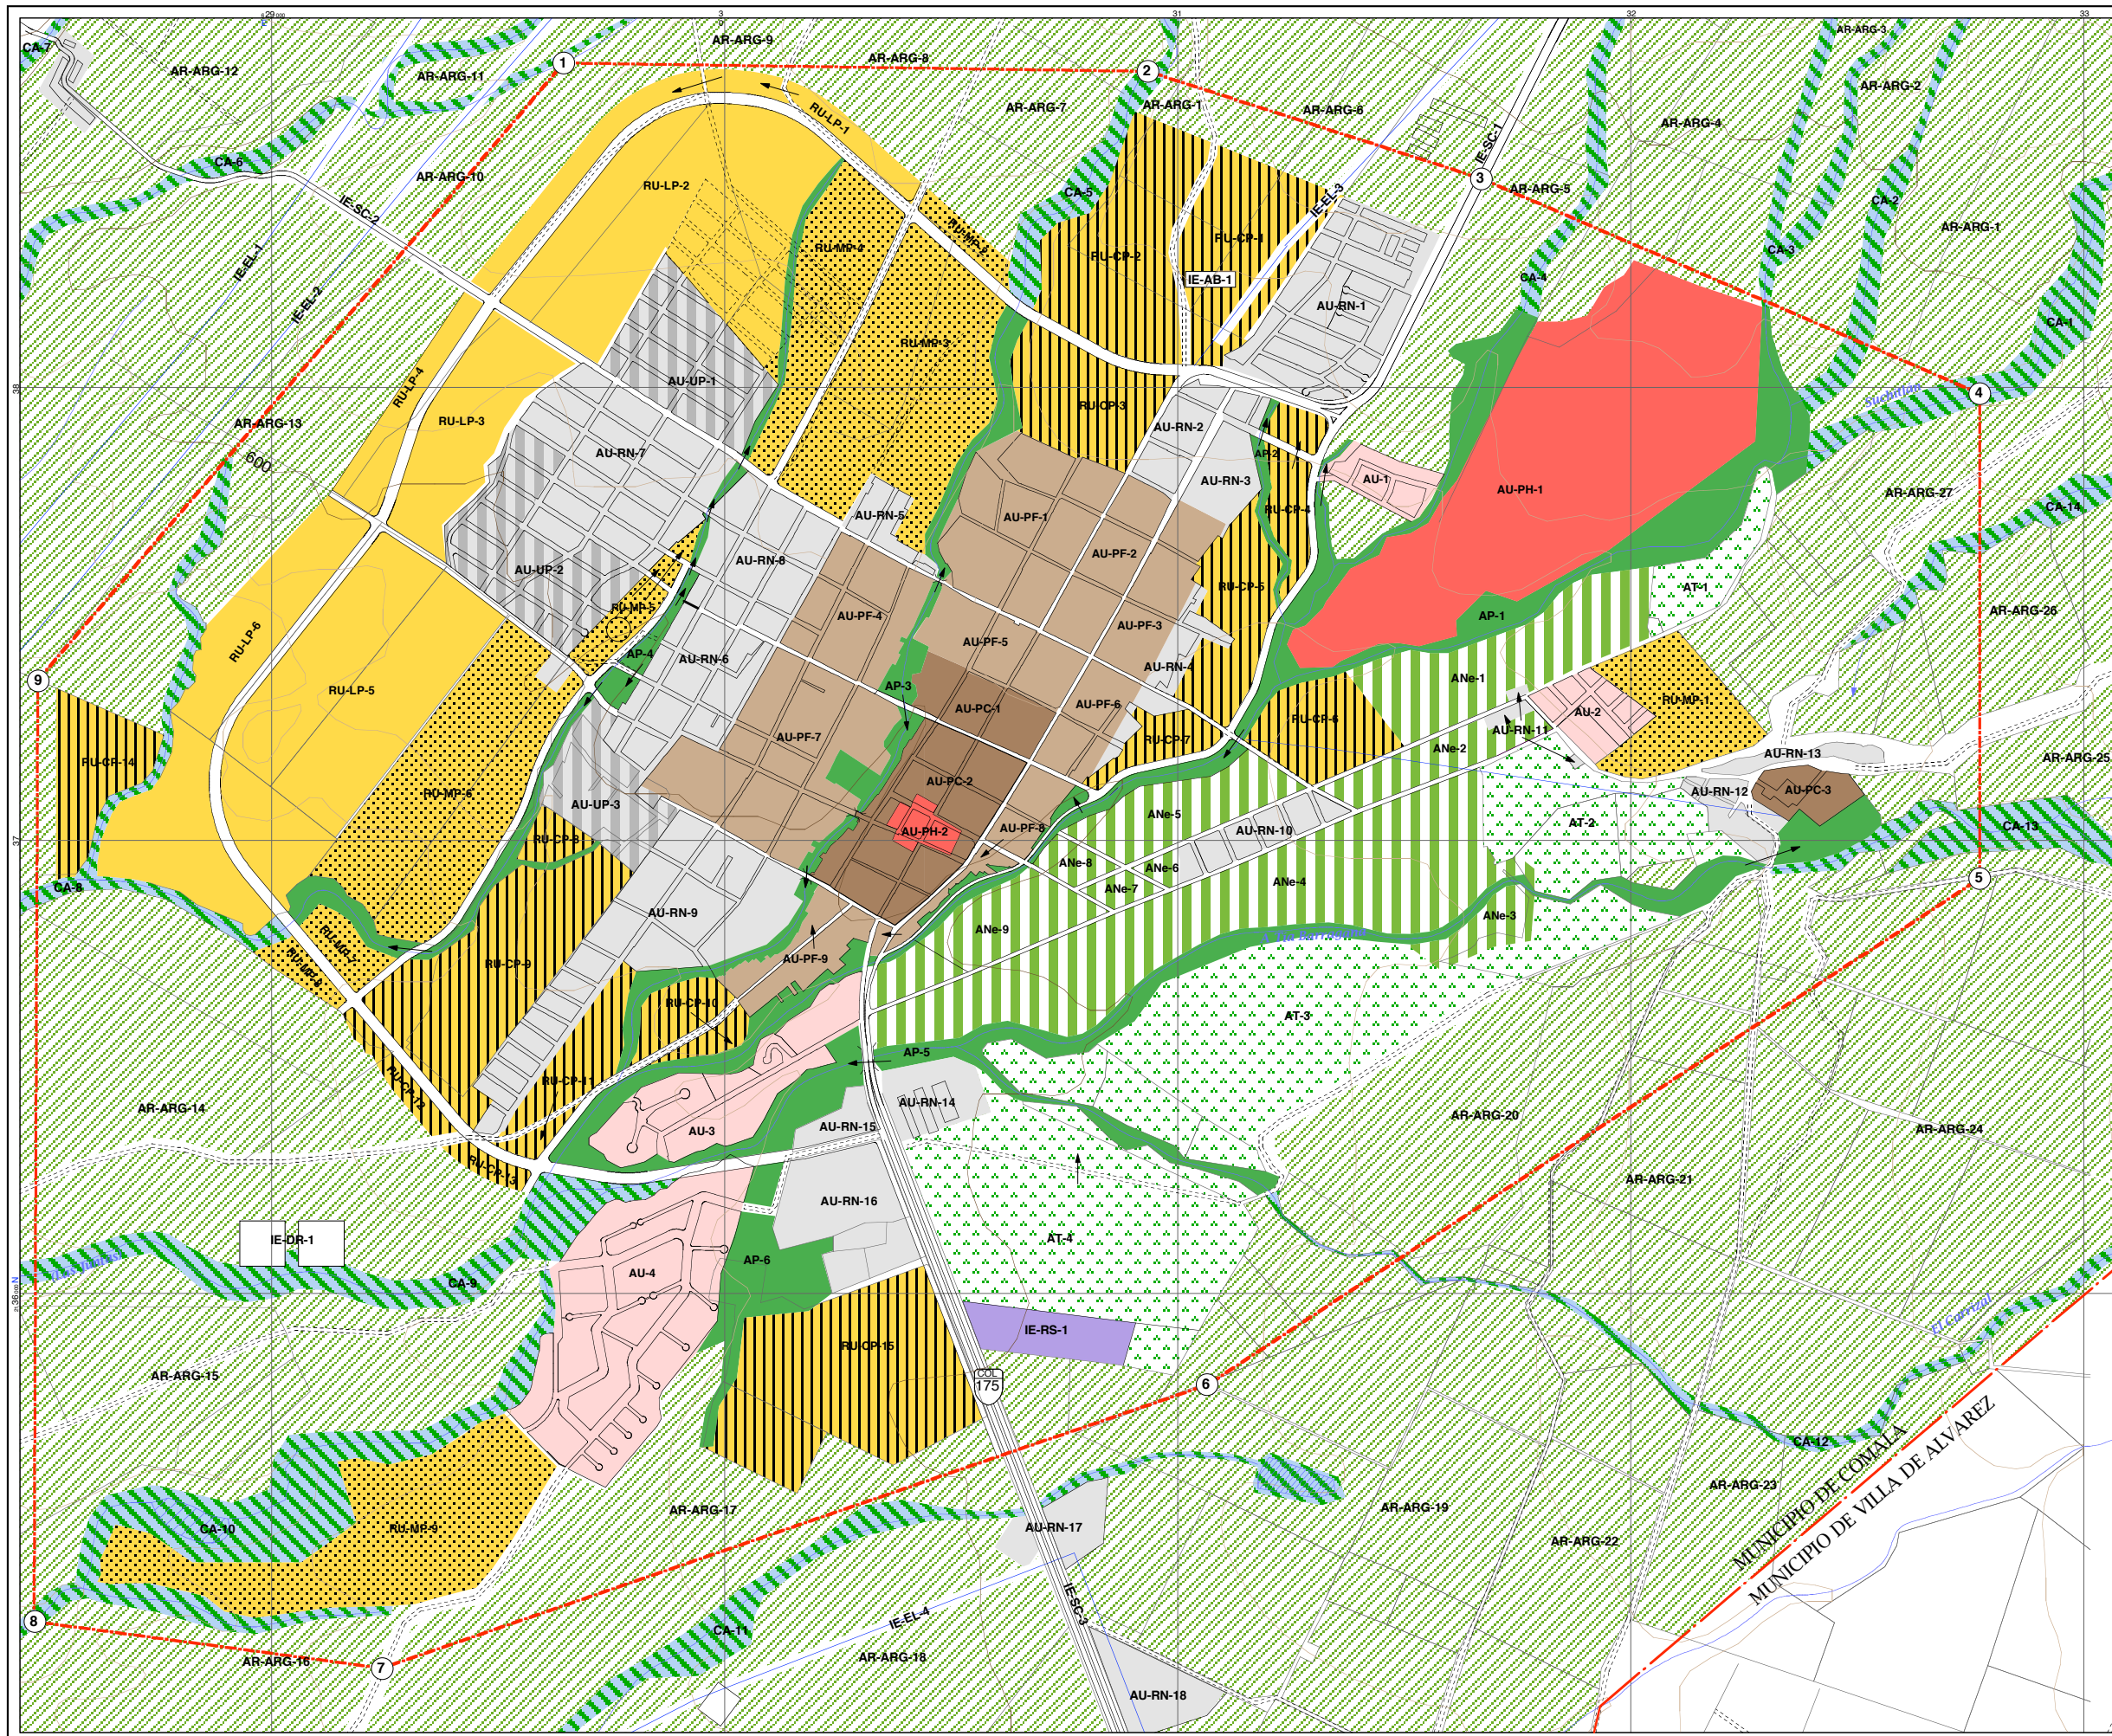 29 000
E
3
31
32
33
CA-7
AR-ARG-12
AR-ARG-11
1
AR-ARG-9
AR-ARG-8
2
AR-ARG-7
AR-ARG-1
AR-ARG-6
AR-ARG-3
AR-ARG-2
AR-ARG-4
RU-LP-1
IE-SC-1
3
CA-6
AR-ARG-10
RU-LP-2
CA-5
AR-ARG-5
CA-2
AR-ARG-1
IE-SC-2
IE-EL-3
RU-MP-4
RU-MP-2
RU-CP-1
RU-CP-2
IE-AB-1
CA-3
CA-4
IE-EL-1
IE-EL-2
AU-RN-1
CA-1
RU-MP-3
38
RU-LP-4
AU-UP-1
Suchitlán
4
RU-CP-3
AR-ARG-13
RU-LP-3
AU-RN-2
600
AU-RN-7
AP-2
AU-RN-3
AU-1
AU-PH-1
AR-ARG-27
CA-14
AU-RN-5
AU-PF-1
RU-CP-4
AU-RN-8
AU-PF-2
AU-UP-2
RU-CP-5
AT-1
RU-MP-5
AU-PF-4
AP-1
AR-ARG-26
AU-PF-3
RU-LP-6
AU-PF-5
AP-4
AU-RN-6
AU-RN-4
9
AP-3
ANe-1
RU-LP-5
AU-PC-1
AU-PF-6
RU-MP-1
AU-2
RU-CP-6
AU-RN-11
AU-PF-7
RU-CP-7
ANe-2
AU-RN-13
AR-ARG-25
RU-CP-14
AU-PC-2
AU-RN-12
AU-PC-3
RU-MP-6
AU-UP-3
ANe-5
AT-2
37
RU-CP-8
AU-PH-2
AU-PF-8
AU-RN-10
CA-13
ANe-8
ANe-6
ANe-4
5
CA-8
ANe-7
AU-RN-9
ANe-3
ANe-9
RU-MP-7
RU-MP-8
RU-CP-9
AU-PF-9
RU-CP-10
AT-3
AP-5
RU-CP-12
RU-CP-11
AU-RN-14
AR-ARG-14
AU-RN-15
AU-3
AR-ARG-20
AR-ARG-24
RU-CP-13
AR-ARG-21
AU-RN-16
IE-DR-1
AT-4
AP-6
AU-4
CA-9
36
N
El Carrizal
IE-RS-1
RU-CP-15
AR-ARG-15
COL
175
6
CA-12
MUNICIPIO DE COMALA
MUNICIPIO DE VILLA DE ALVAREZ
AR-ARG-23
AR-ARG-17
AR-ARG-19
CA-10
RU-MP-9
AU-RN-17
AR-ARG-22
IE-SC-3
8
IE-EL-4
CA-11
AR-ARG-16
7
AR-ARG-18
AU-RN-18